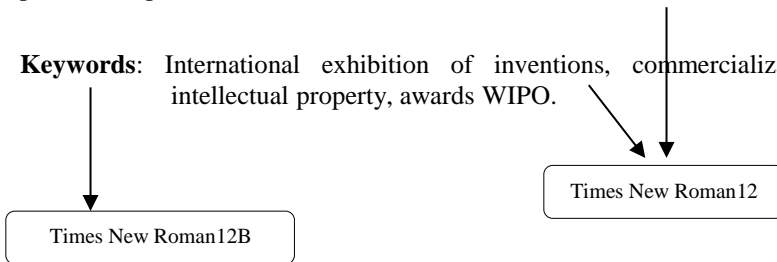 Keywords: International exhibition of inventions, commercializ
intellectual property, awards WIPO.
Times New Roman12
Times New Roman12B